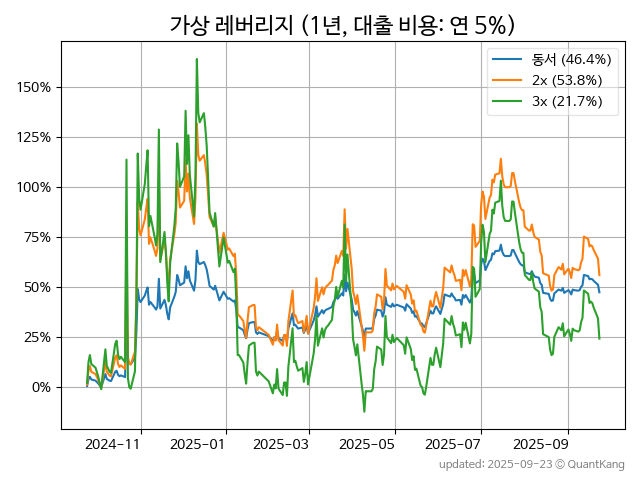 가상 레버리지 (1년, 대출 비용: 연 5%)
동서 (46.4%)
2x (53.8%)
3x (21.7%)
150%
125%
100%
75%
50%
25%
0%
2024-11
2025-01
2025-03
2025-05
2025-07
2025-09
updated: 2025-09-23 © QuantKang